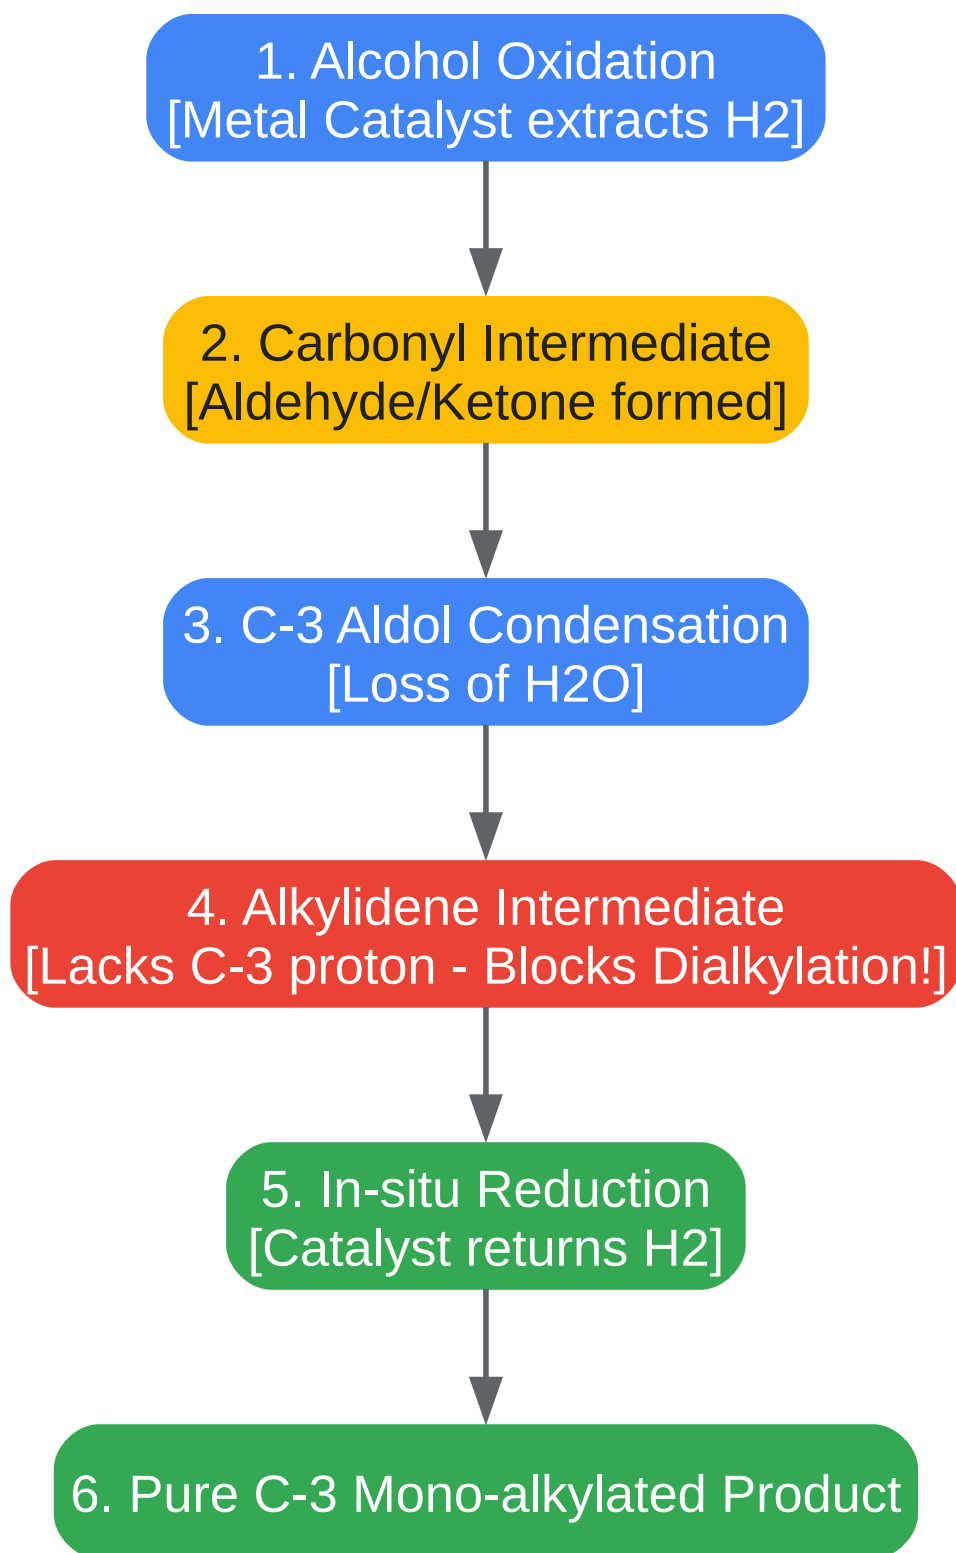 1. Alcohol Oxidation
[Metal Catalyst extracts H2]
2. Carbonyl Intermediate
[Aldehyde/Ketone formed]
3. C-3 Aldol Condensation
[Loss of H2O]
4. Alkylidene Intermediate
[Lacks C-3 proton - Blocks Dialkylation!]
5. In-situ Reduction
[Catalyst returns H2]
6. Pure C-3 Mono-alkylated Product